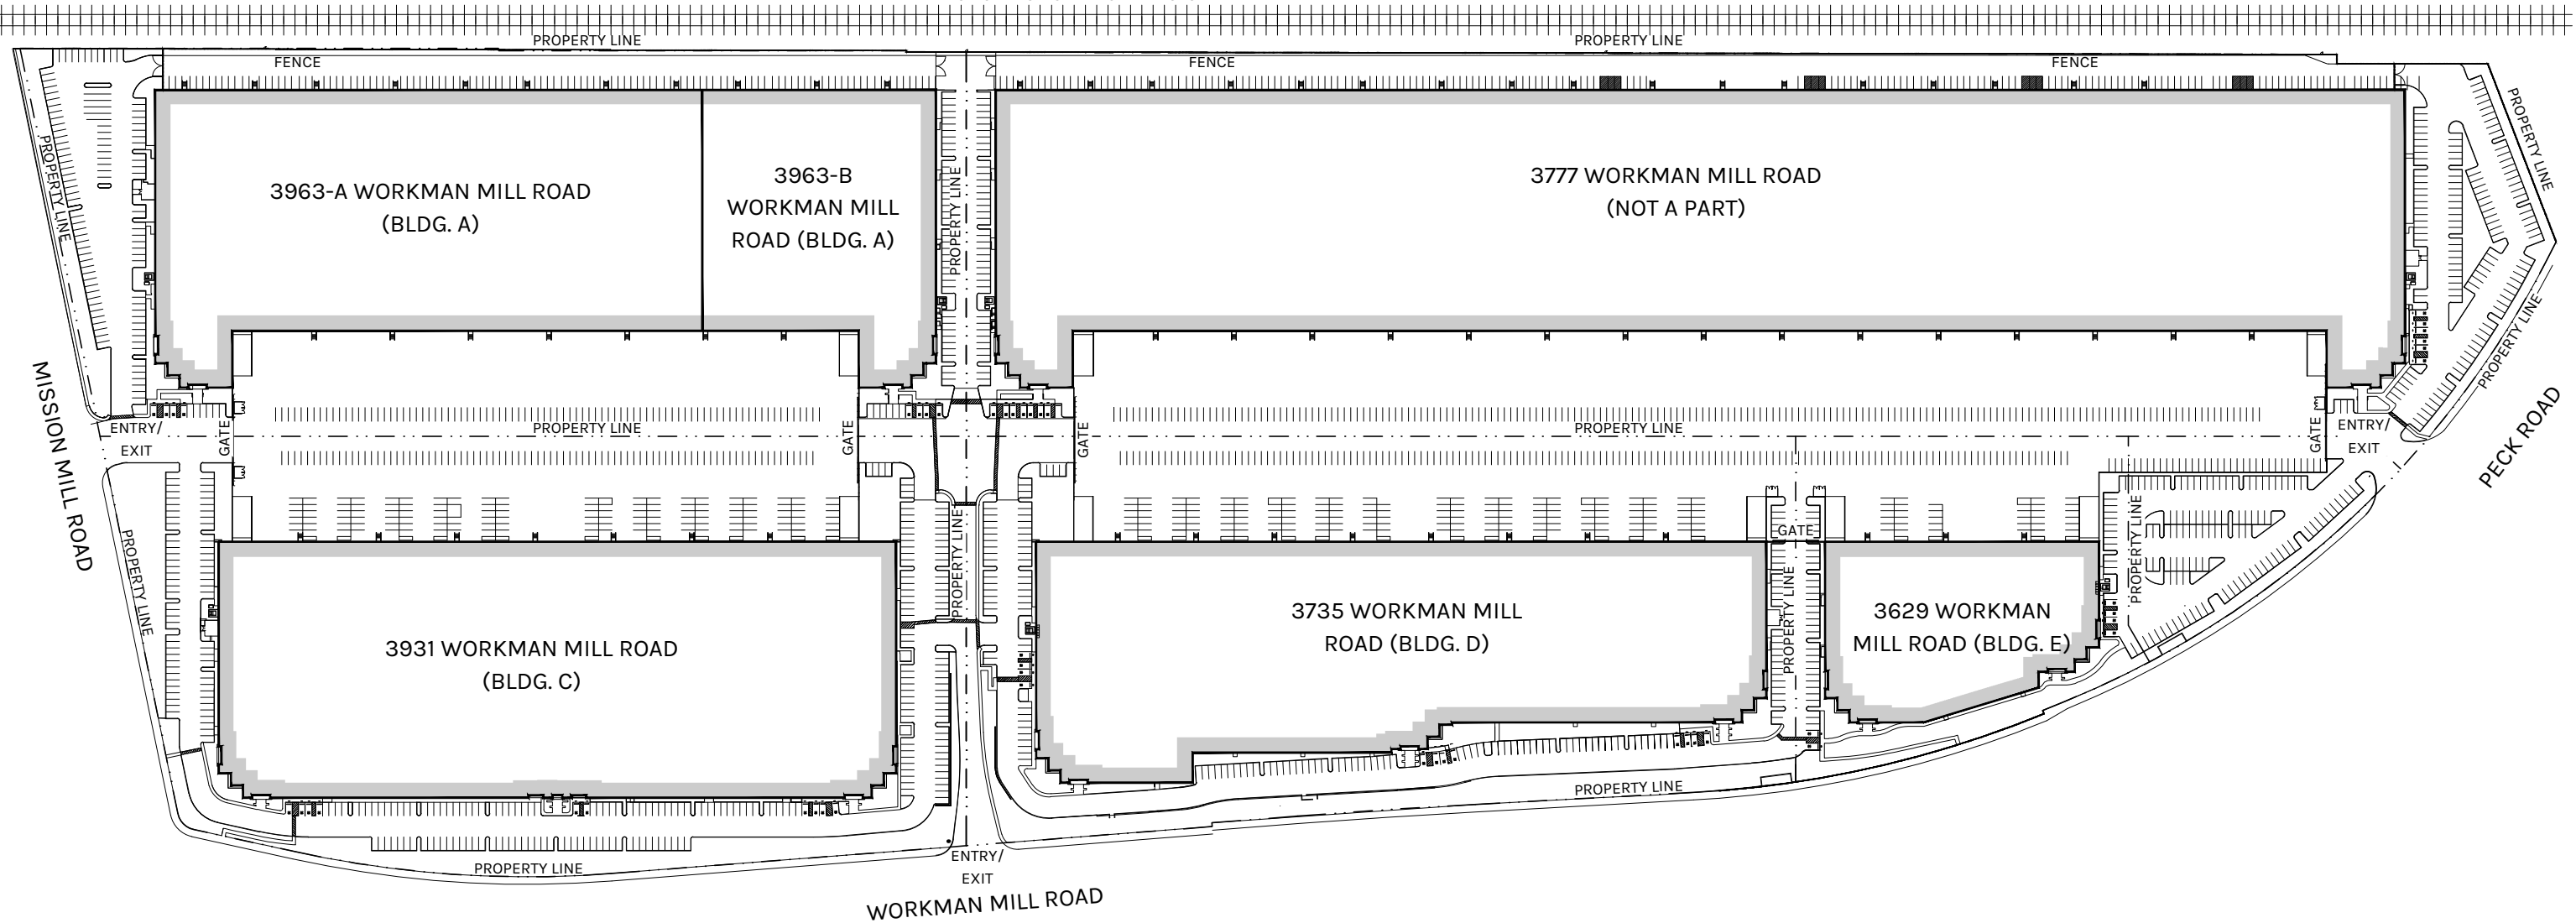 PROPERTY LINE
PROPERTY LINE
FENCE
FENCE
FENCE
PROPERTY LINE
PROPERTY LINE
3963-A WORKMAN MILL ROAD
(BLDG. A)
3963-B
WORKMAN MILL
ROAD (BLDG. A)
PROPERTY LINE
3777 WORKMAN MILL ROAD
(NOT A PART)
PROPERTY LINE
MISSION MILL ROAD
ENTRY/
EXIT
GATE
PROPERTY LINE
GATE
GATE
PROPERTY LINE
GATE
ENTRY/
EXIT
PECK ROAD
PROPERTY LINE
PROPERTY LINE
GATE
PROPERTY LINE
PROPERTY LINE
3931 WORKMAN MILL ROAD
(BLDG. C)
3735 WORKMAN MILL
ROAD (BLDG. D)
3629 WORKMAN
MILL ROAD (BLDG. E)
PROPERTY LINE
PROPERTY LINE
ENTRY/
EXIT
WORKMAN MILL ROAD